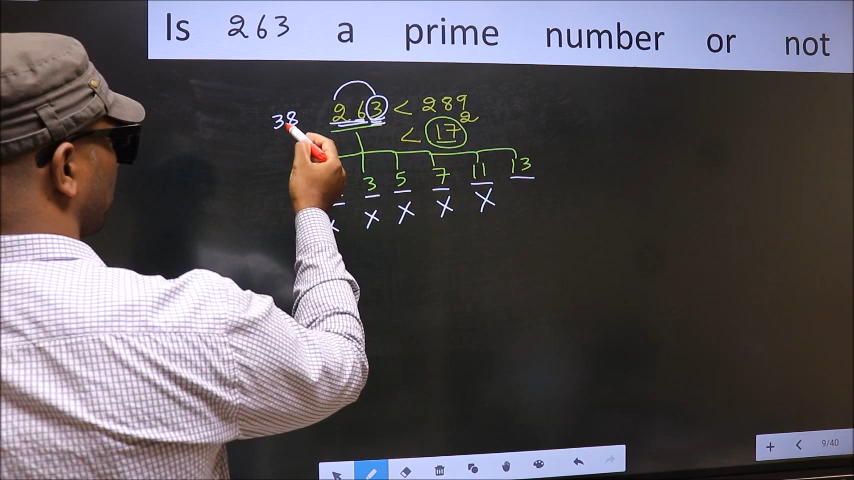 Is 263 a prime number or not
38 263 < 289
< 17²
3 5 7 11 13
X X X X X
9/40